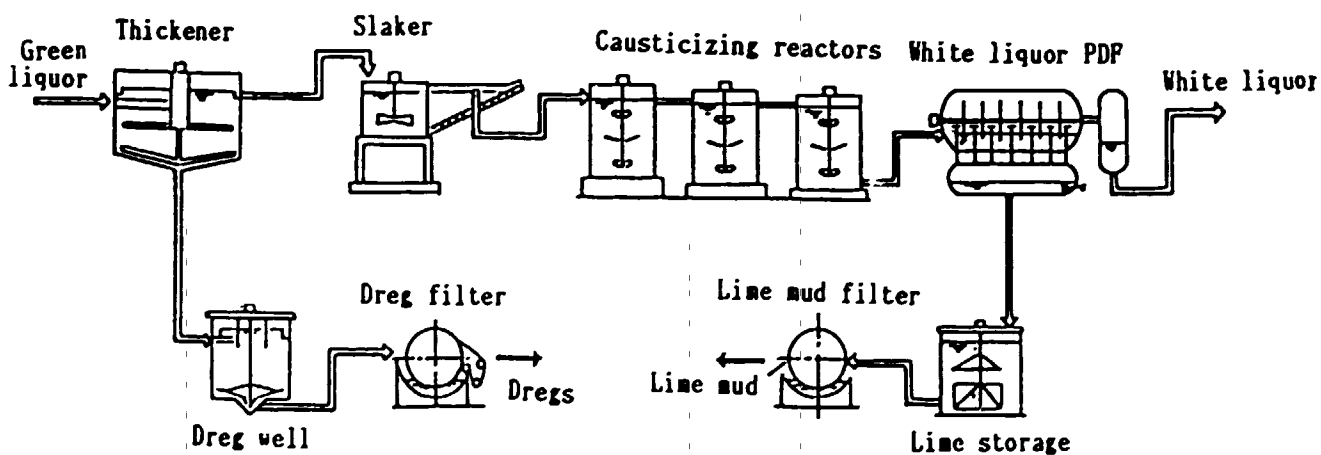 Thickener
Slaker
Green
liquor
Causticizing reactors
White liquor PDF
White liquor
Dreg filter
Lime mud filter
Dregs
Lime mud
Dreg well
Lime storage